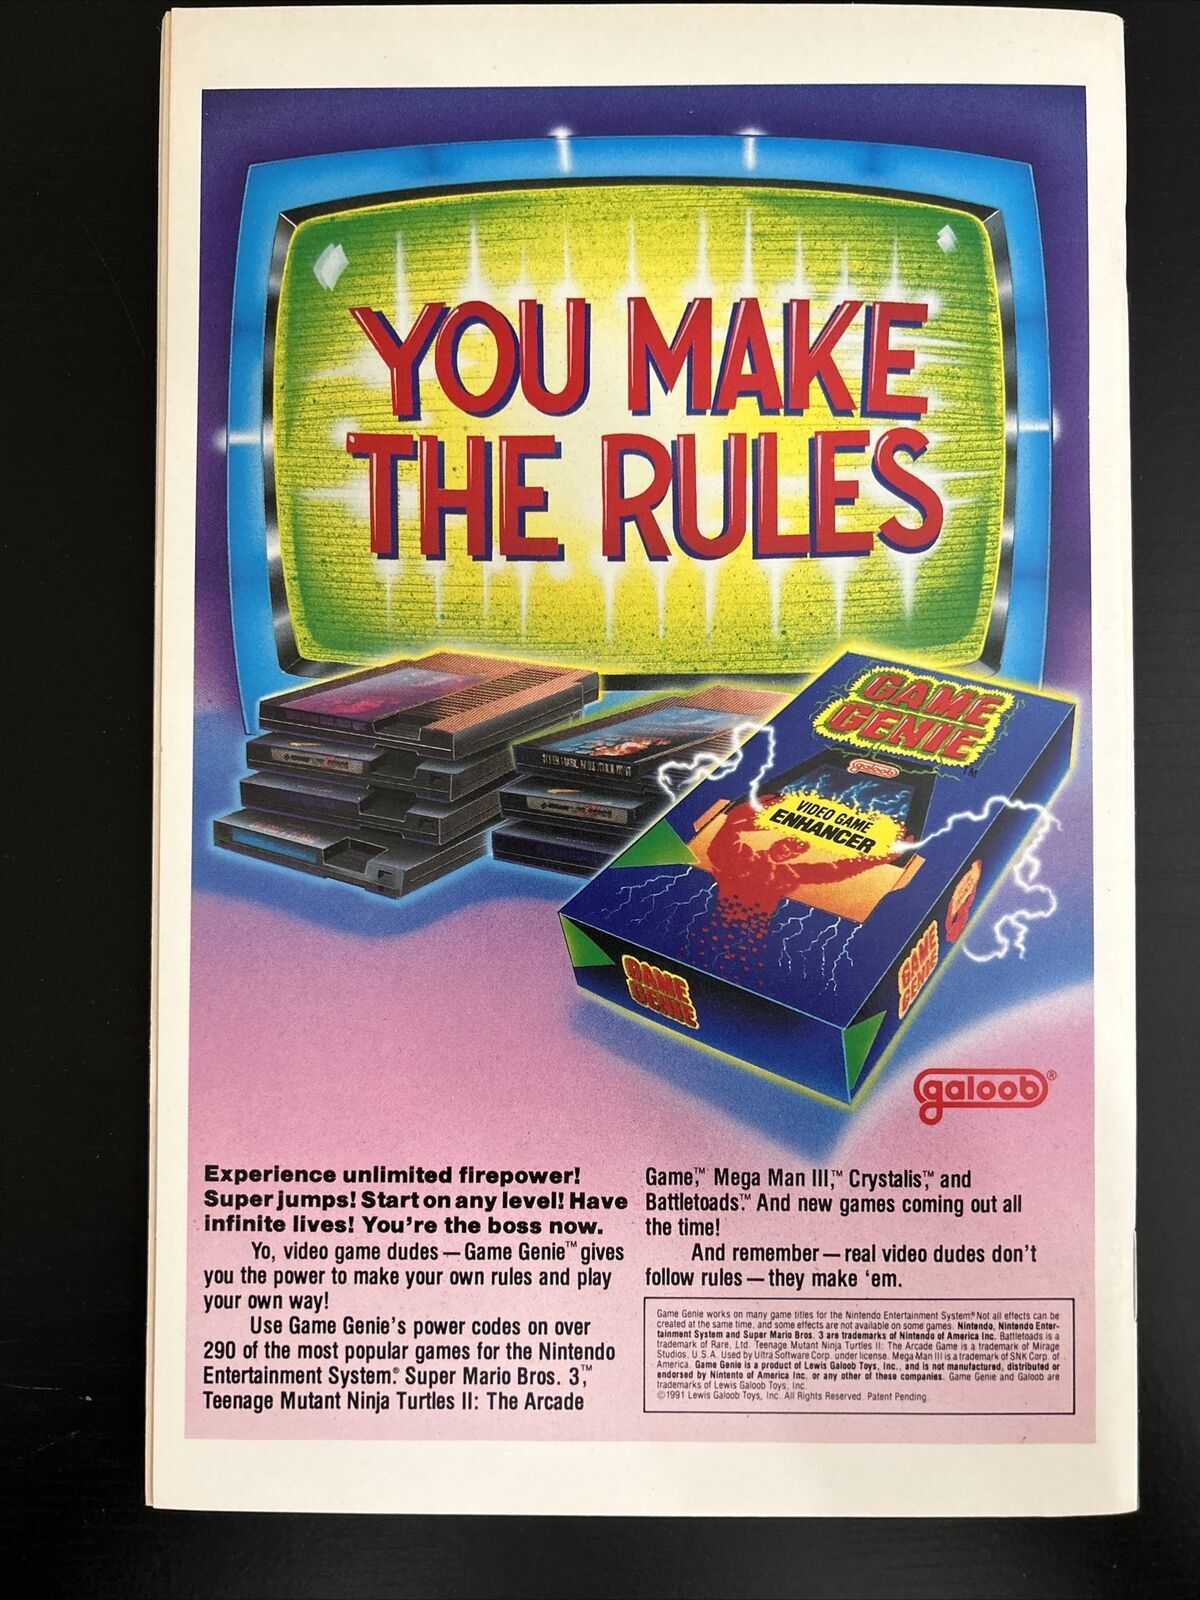 YOU MAKE
THE RULES
GAME
GENIE
TM
galoob
VIDEO GAME
ENHANCER
GAME
GENIE
GAME
GENIE
galoob®
Experience unlimited firepower!
Super jumps! Start on any level! Have
infinite lives! You're the boss now.
Yo, video game dudes — Game Genie™ gives
you the power to make your own rules and play
your own way!
Use Game Genie's power codes on over
290 of the most popular games for the Nintendo
Entertainment System.® Super Mario Bros. 3,™
Teenage Mutant Ninja Turtles II: The Arcade
Game,™ Mega Man III,™ Crystalis,™ and
Battletoads.™ And new games coming out all
the time!
And remember — real video dudes don't
follow rules — they make 'em.
Game Genie works on many game titles for the Nintendo Entertainment System.® Not all effects can be
created at the same time, and some effects are not available on some games. Nintendo, Nintendo Enter-
tainment System and Super Mario Bros. 3 are trademarks of Nintendo of America Inc. Battletoads is a
trademark of Rare, Ltd. Teenage Mutant Ninja Turtles II: The Arcade Game is a trademark of Mirage
Studios, U.S.A. Used by Ultra Software Corp. under license. Mega Man III is a trademark of SNK Corp. of
America. Game Genie is a product of Lewis Galoob Toys, Inc., and is not manufactured, distributed or
endorsed by Nintento of America Inc. or any other of these companies. Game Genie and Galoob are
trademarks of Lewis Galoob Toys, Inc.
©1991 Lewis Galoob Toys, Inc. All Rights Reserved. Patent Pending.